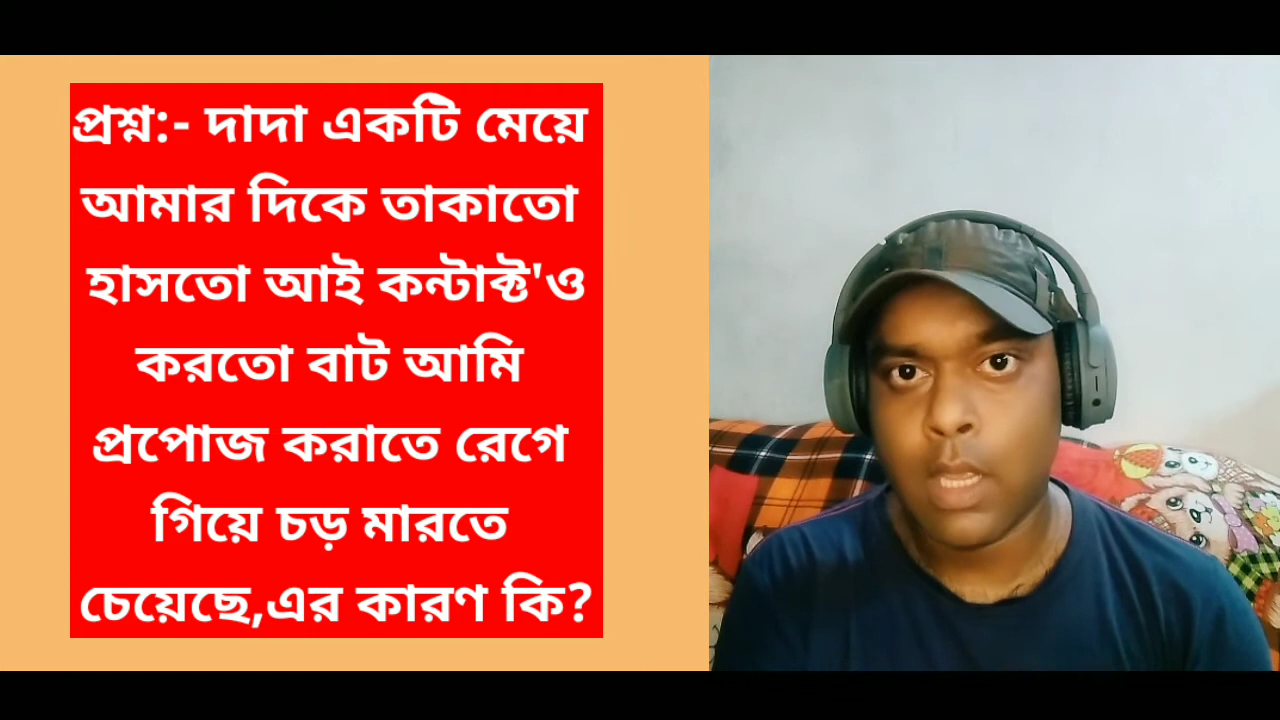 প্রশ্ন:- দাদা একটি মেয়ে
আমার দিকে তাকাতো
হাসতো আই কন্টাক্ট'ও
করতো বাট আমি
প্রপোজ করাতে রেগে
গিয়ে চড় মারতে
চেয়েছে,এর কারণ কি?